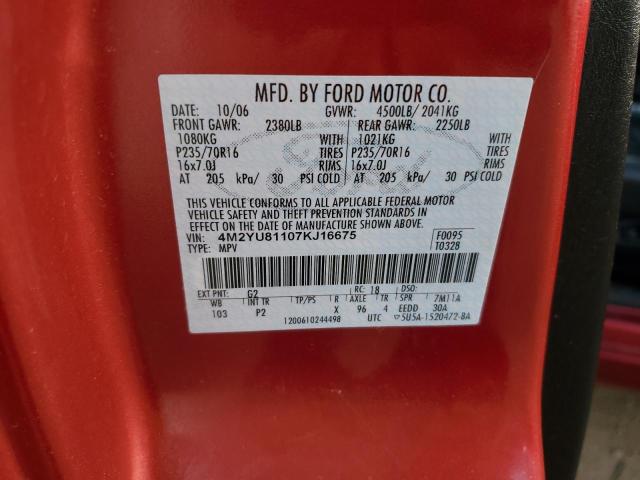 MFD. BY FORD MOTOR CO.
DATE: 10/06 GVWR: 4500LB/ 2041KG
FRONT GAWR: 2380LB REAR GAWR: 2250LB
1080KG WITH 1021KG WITH
P235/70R16 TIRES P235/70R16 TIRES
16x7.0J RIMS 16x7.0J RIMS
AT 205 kPa/ 30 PSI COLD AT 205 kPa/ 30 PSI COLD
THIS VEHICLE CONFORMS TO ALL APPLICABLE FEDERAL MOTOR
VEHICLE SAFETY AND THEFT PREVENTION STANDARDS IN
EFFECT ON THE DATE OF MANUFACTURE SHOWN ABOVE.
VIN: 4M2YU81107KJ16675 F0095
TYPE: MPV T0328
EXT PNT: G2 RC: 18 DSO:
WB INT TR TP/PS R AXLE TR SPR 7M11A
103 P2 X 96 4 EEDD 30A
1200610244498 UTC ▽5U5A-1520472-BA
Ford